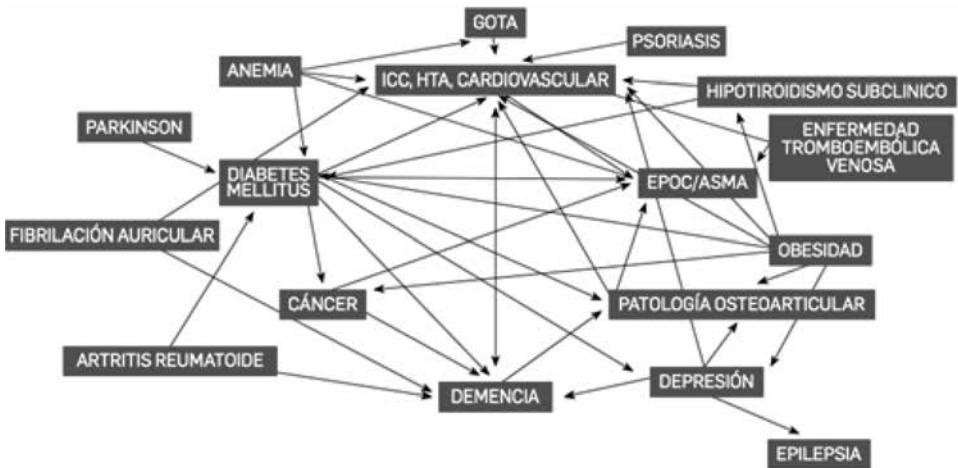 GOTA
PSORIASIS
ANEMIA
ICC, HTA, CARDIOVASCULAR
HIPOTIROIDISMO SUBCLINICO
PARKINSON
ENFERMEDAD
TROMBOEMBÓLICA
VENOSA
DIABETES
MELLITUS
EPOC/ASMA
FIBRILACIÓN AURICULAR
OBESIDAD
CÁNCER
PATOLOGÍA OSTEOARTICULAR
ARTRITIS REUMATOIDE
DEPRESIÓN
DEMENCIA
EPILEPSIA